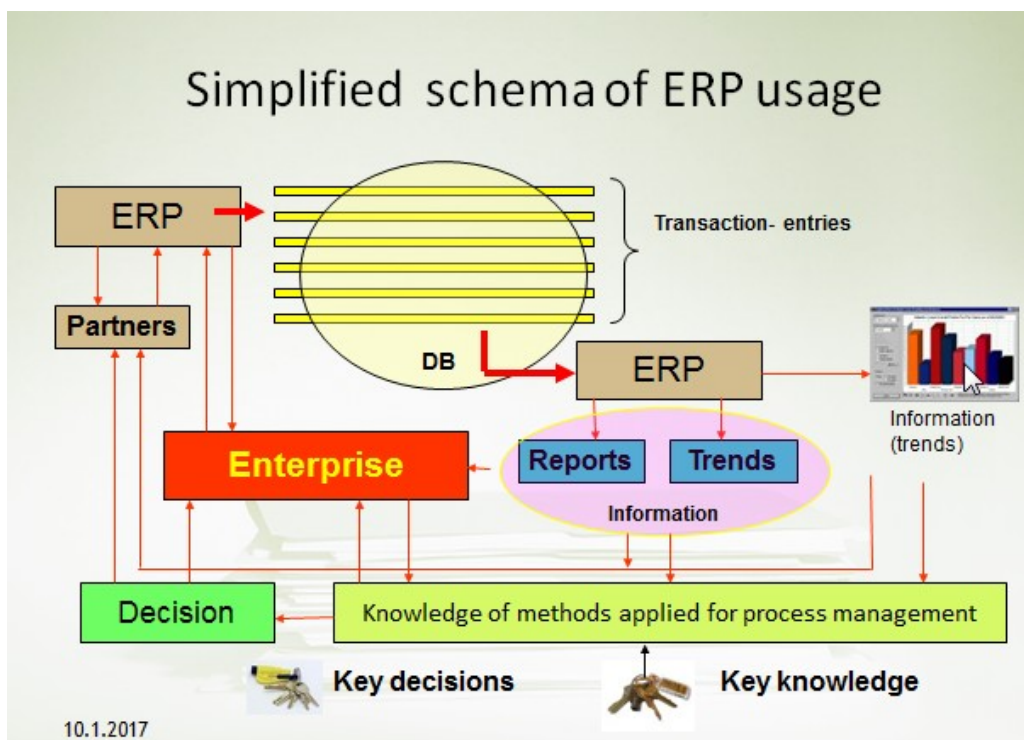 Simplified schema of ERP usage
ERP
Transaction- entries
Partners
DB
ERP
Information
(trends)
Enterprise
Reports
Trends
Information
Decision
Knowledge of methods applied for process management
Key decisions
Key knowledge
10.1.2017